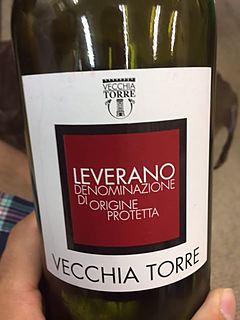 VECCHIA
TORRE
LEVERANO
DENOMINAZIONE
DI ORIGINE
PROTETTA
VECCHIA TORRE